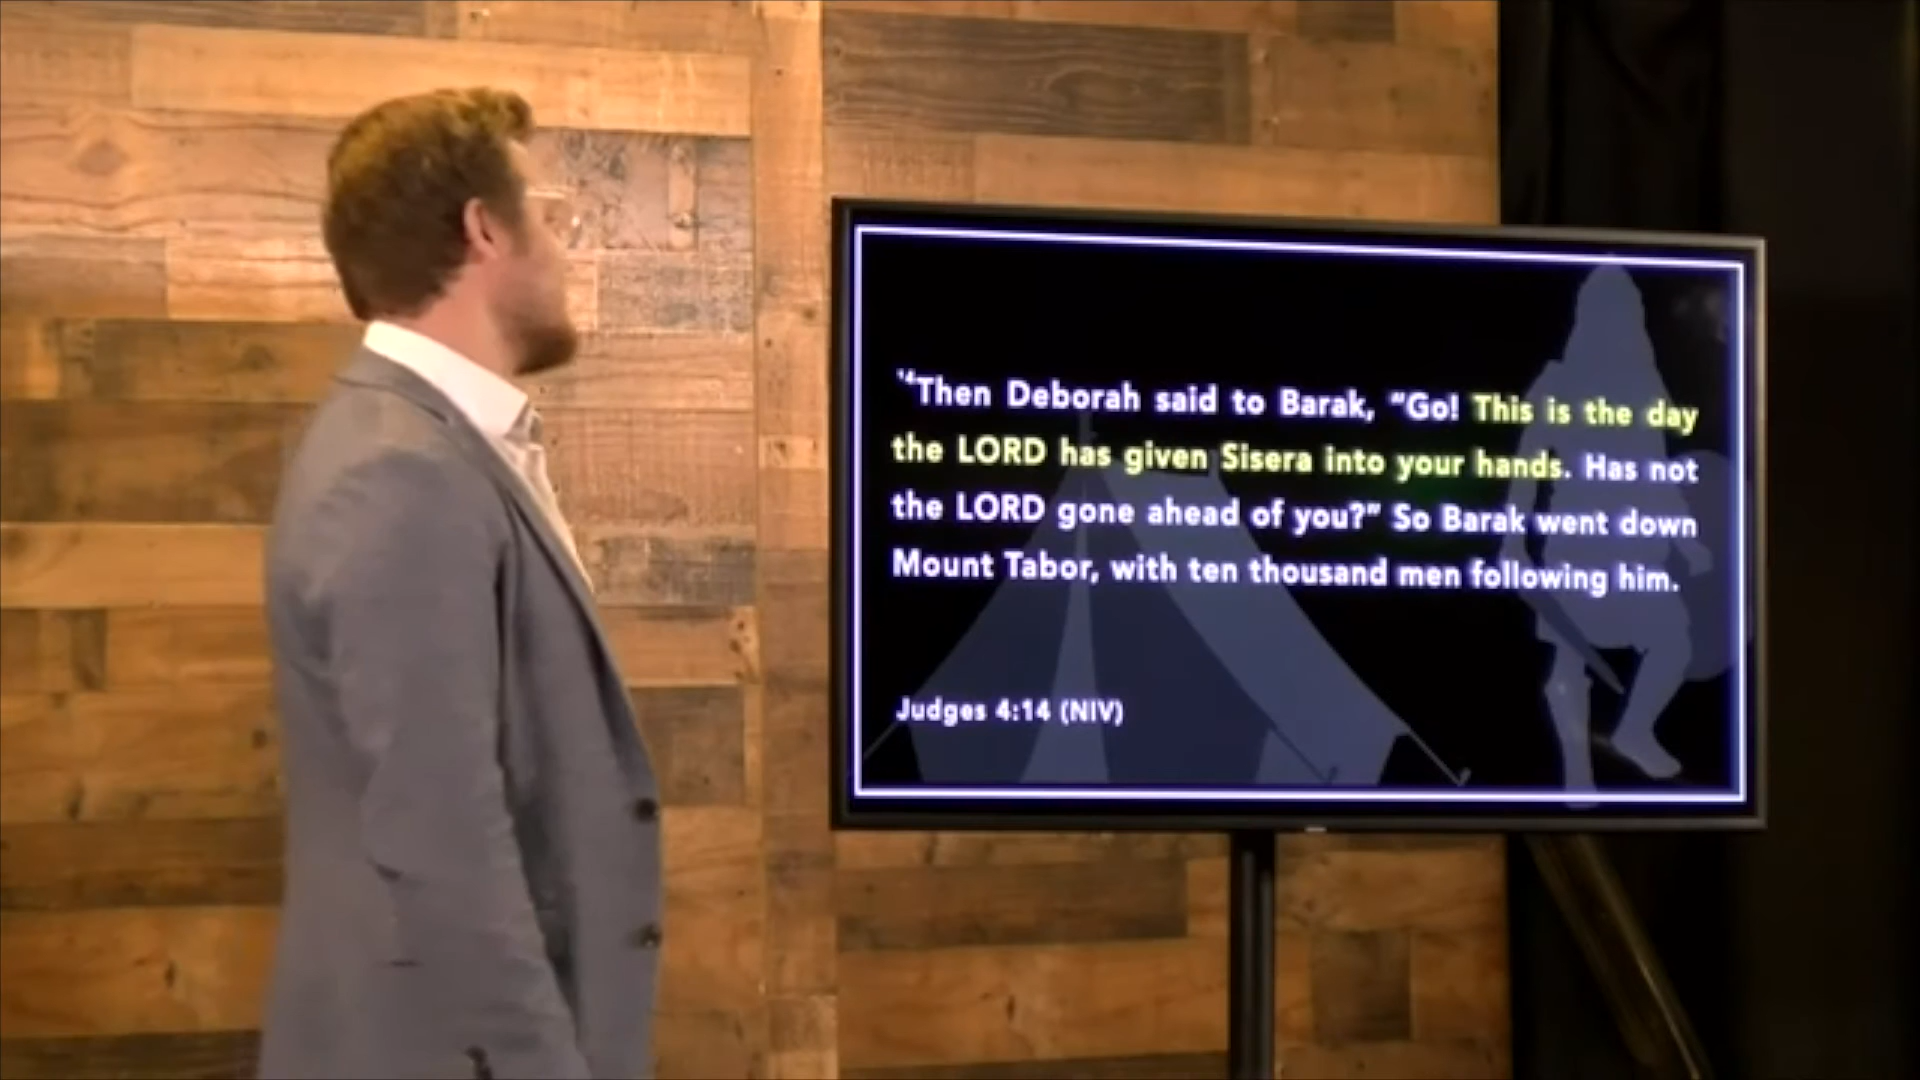 ¹⁴Then Deborah said to Barak, “Go! This is the day
the LORD has given Sisera into your hands. Has not
the LORD gone ahead of you?” So Barak went down
Mount Tabor, with ten thousand men following him.
Judges 4:14 (NIV)